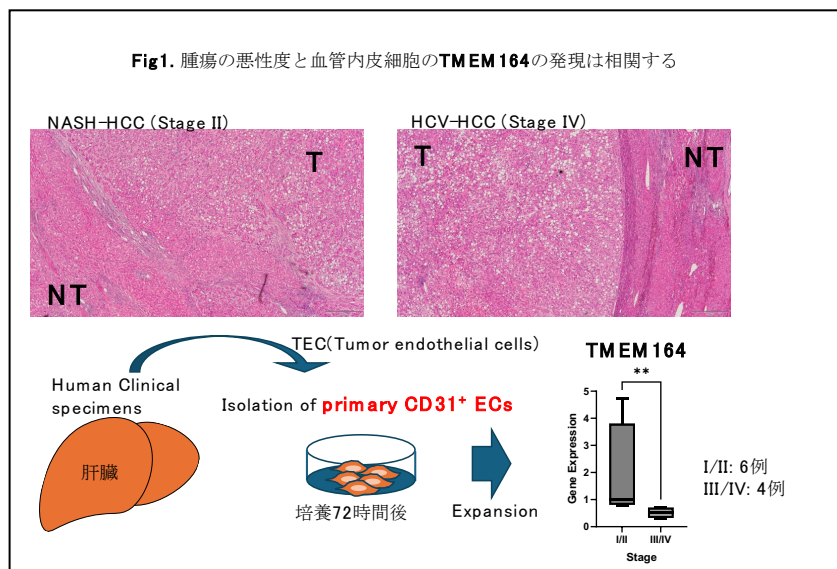 Fig1. 腫瘍の悪性度と血管内皮細胞のTMEM164の発現は相関する
NASH-HCC (Stage II)
HCV-HCC (Stage IV)
T
NT
T
NT
TEC(Tumor endothelial cells)
Human Clinical
specimens
肝臓
Isolation of primary CD31+ ECs
培養72時間後
Expansion
TMEM164
**
Gene Expression
5
4
3
2
1
0
I/II
III/IV
Stage
I/II: 6例
III/IV: 4例